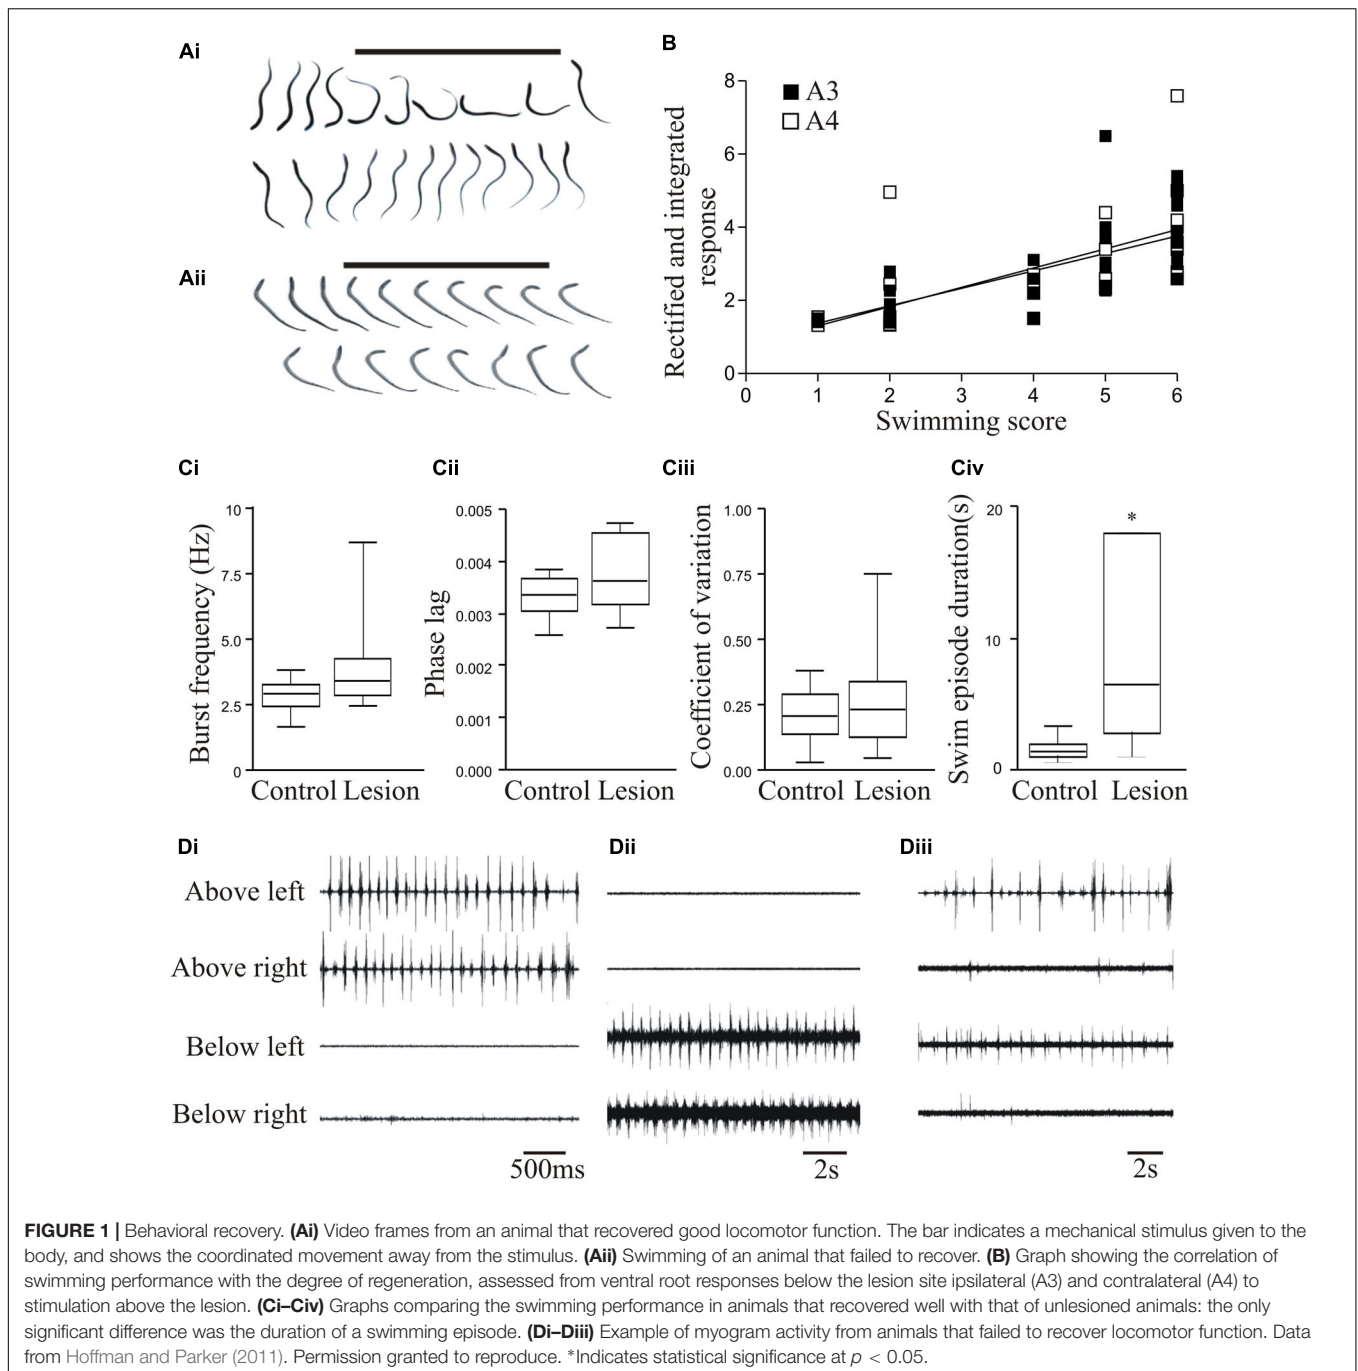 Ai
B
8
A3
A4
6
Rectified and integrated
response
4
2
0
0 1 2 3 4 5 6
Swimming score
Aii
Ci
Cii
Ciii
Civ
Burst frequency (Hz)
10
7.5
5.0
2.5
0
Control Lesion
Phase lag
0.005
0.004
0.003
0.002
0.001
0.000
Control Lesion
Coefficient of variation
1.00
0.75
0.50
0.25
0.00
Control Lesion
Swim episode duration(s)
20
10
0
*
Control Lesion
Di
Dii
Diii
Above left
Above right
Below left
Below right
500ms
2s
2s
FIGURE 1 | Behavioral recovery. (Ai) Video frames from an animal that recovered good locomotor function. The bar indicates a mechanical stimulus given to the
body, and shows the coordinated movement away from the stimulus. (Aii) Swimming of an animal that failed to recover. (B) Graph showing the correlation of
swimming performance with the degree of regeneration, assessed from ventral root responses below the lesion site ipsilateral (A3) and contralateral (A4) to
stimulation above the lesion. (Ci–Civ) Graphs comparing the swimming performance in animals that recovered well with that of unlesioned animals: the only
significant difference was the duration of a swimming episode. (Di–Diii) Example of myogram activity from animals that failed to recover locomotor function. Data
from Hoffman and Parker (2011). Permission granted to reproduce. *Indicates statistical significance at p < 0.05.